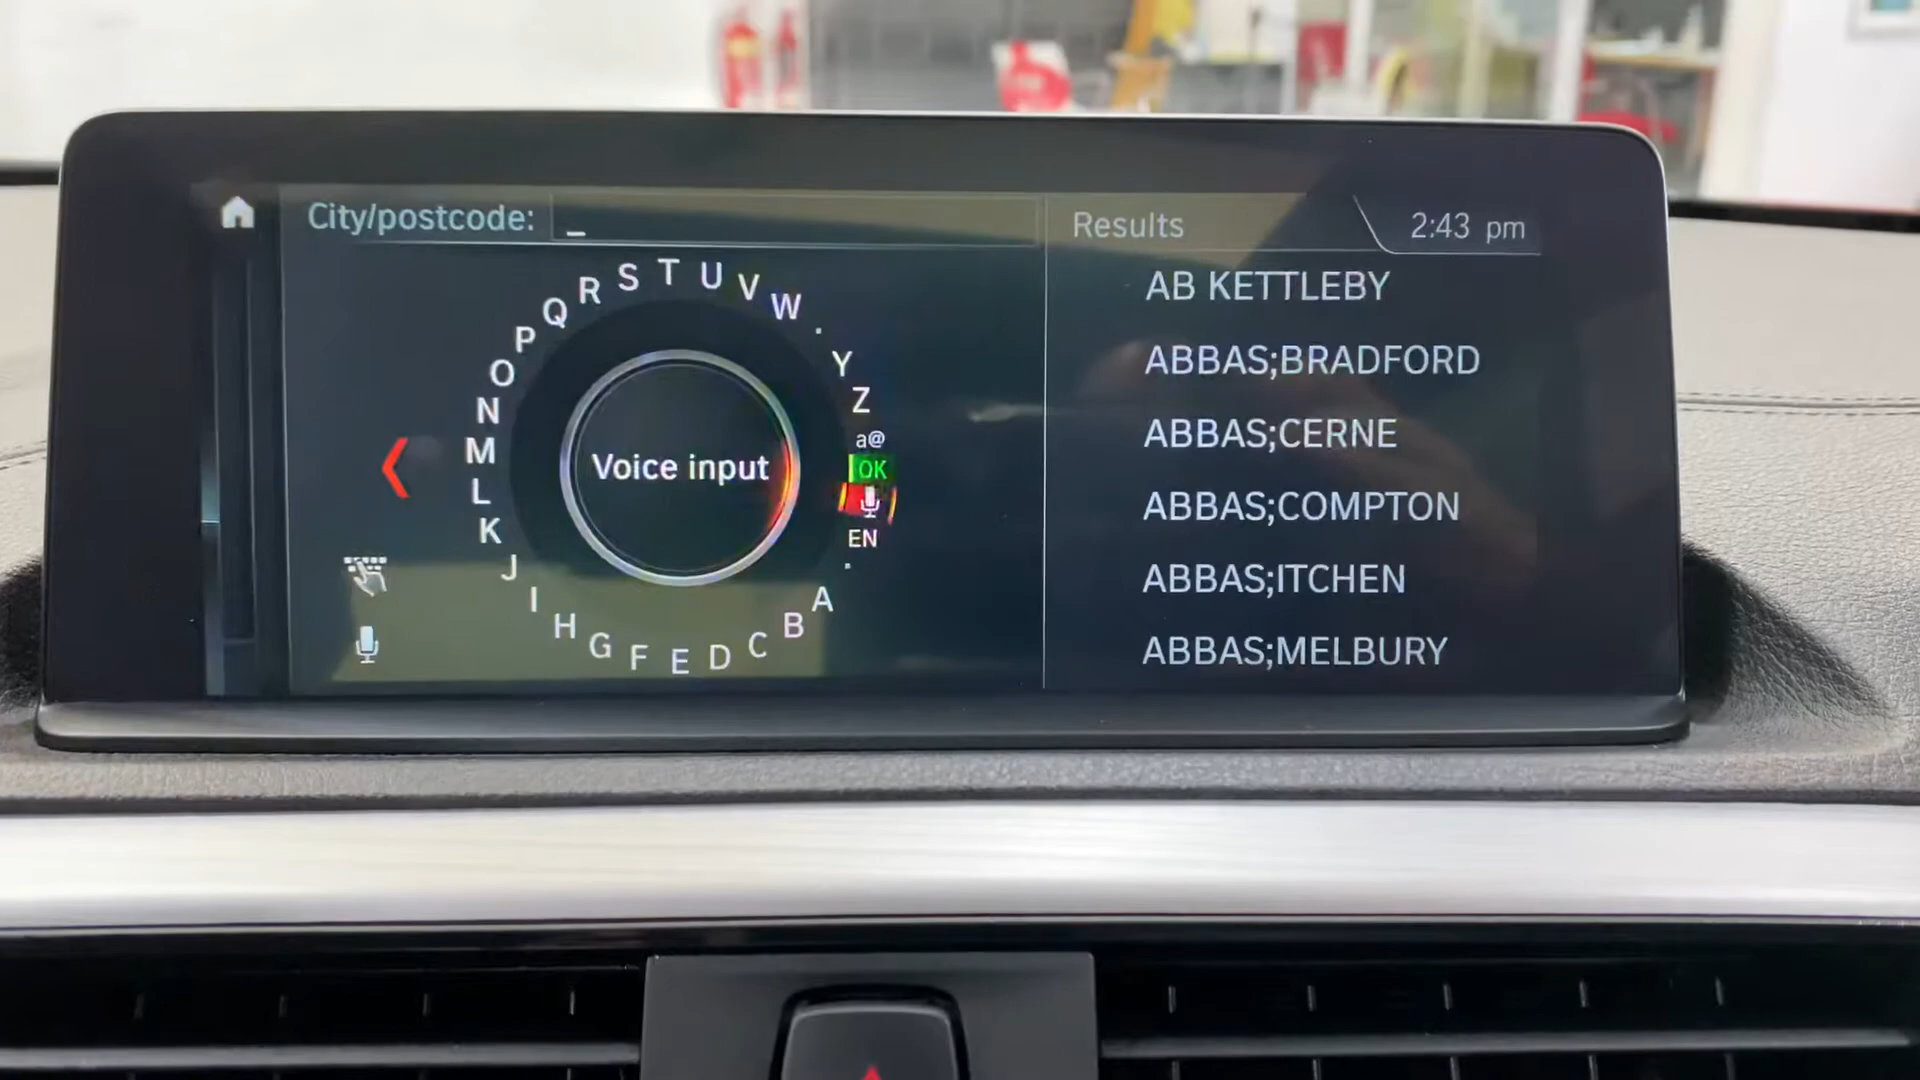 City/postcode: _
Results
2:43 pm
R S T U V W .
Q
P
O
N
M
L
K
J
I
H
G F E D C
B
A
.
Y
Z
a@
OK
EN
Voice input
AB KETTLEBY
ABBAS;BRADFORD
ABBAS;CERNE
ABBAS;COMPTON
ABBAS;ITCHEN
ABBAS;MELBURY